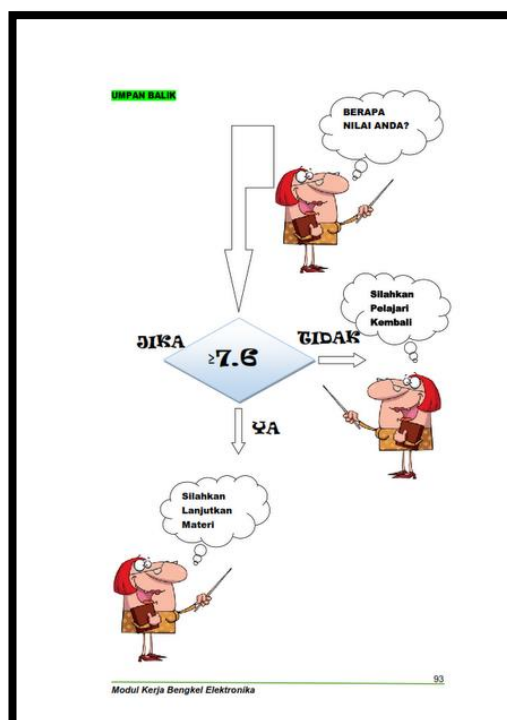 UMPAN BALIK
BERAPA
NILAI ANDA?
Silahkan
Pelajari
Kembali
JIKA
≥7.6
TIDAK
YA
Silahkan
Lanjutkan
Materi
93
Modul Kerja Bengkel Elektronika